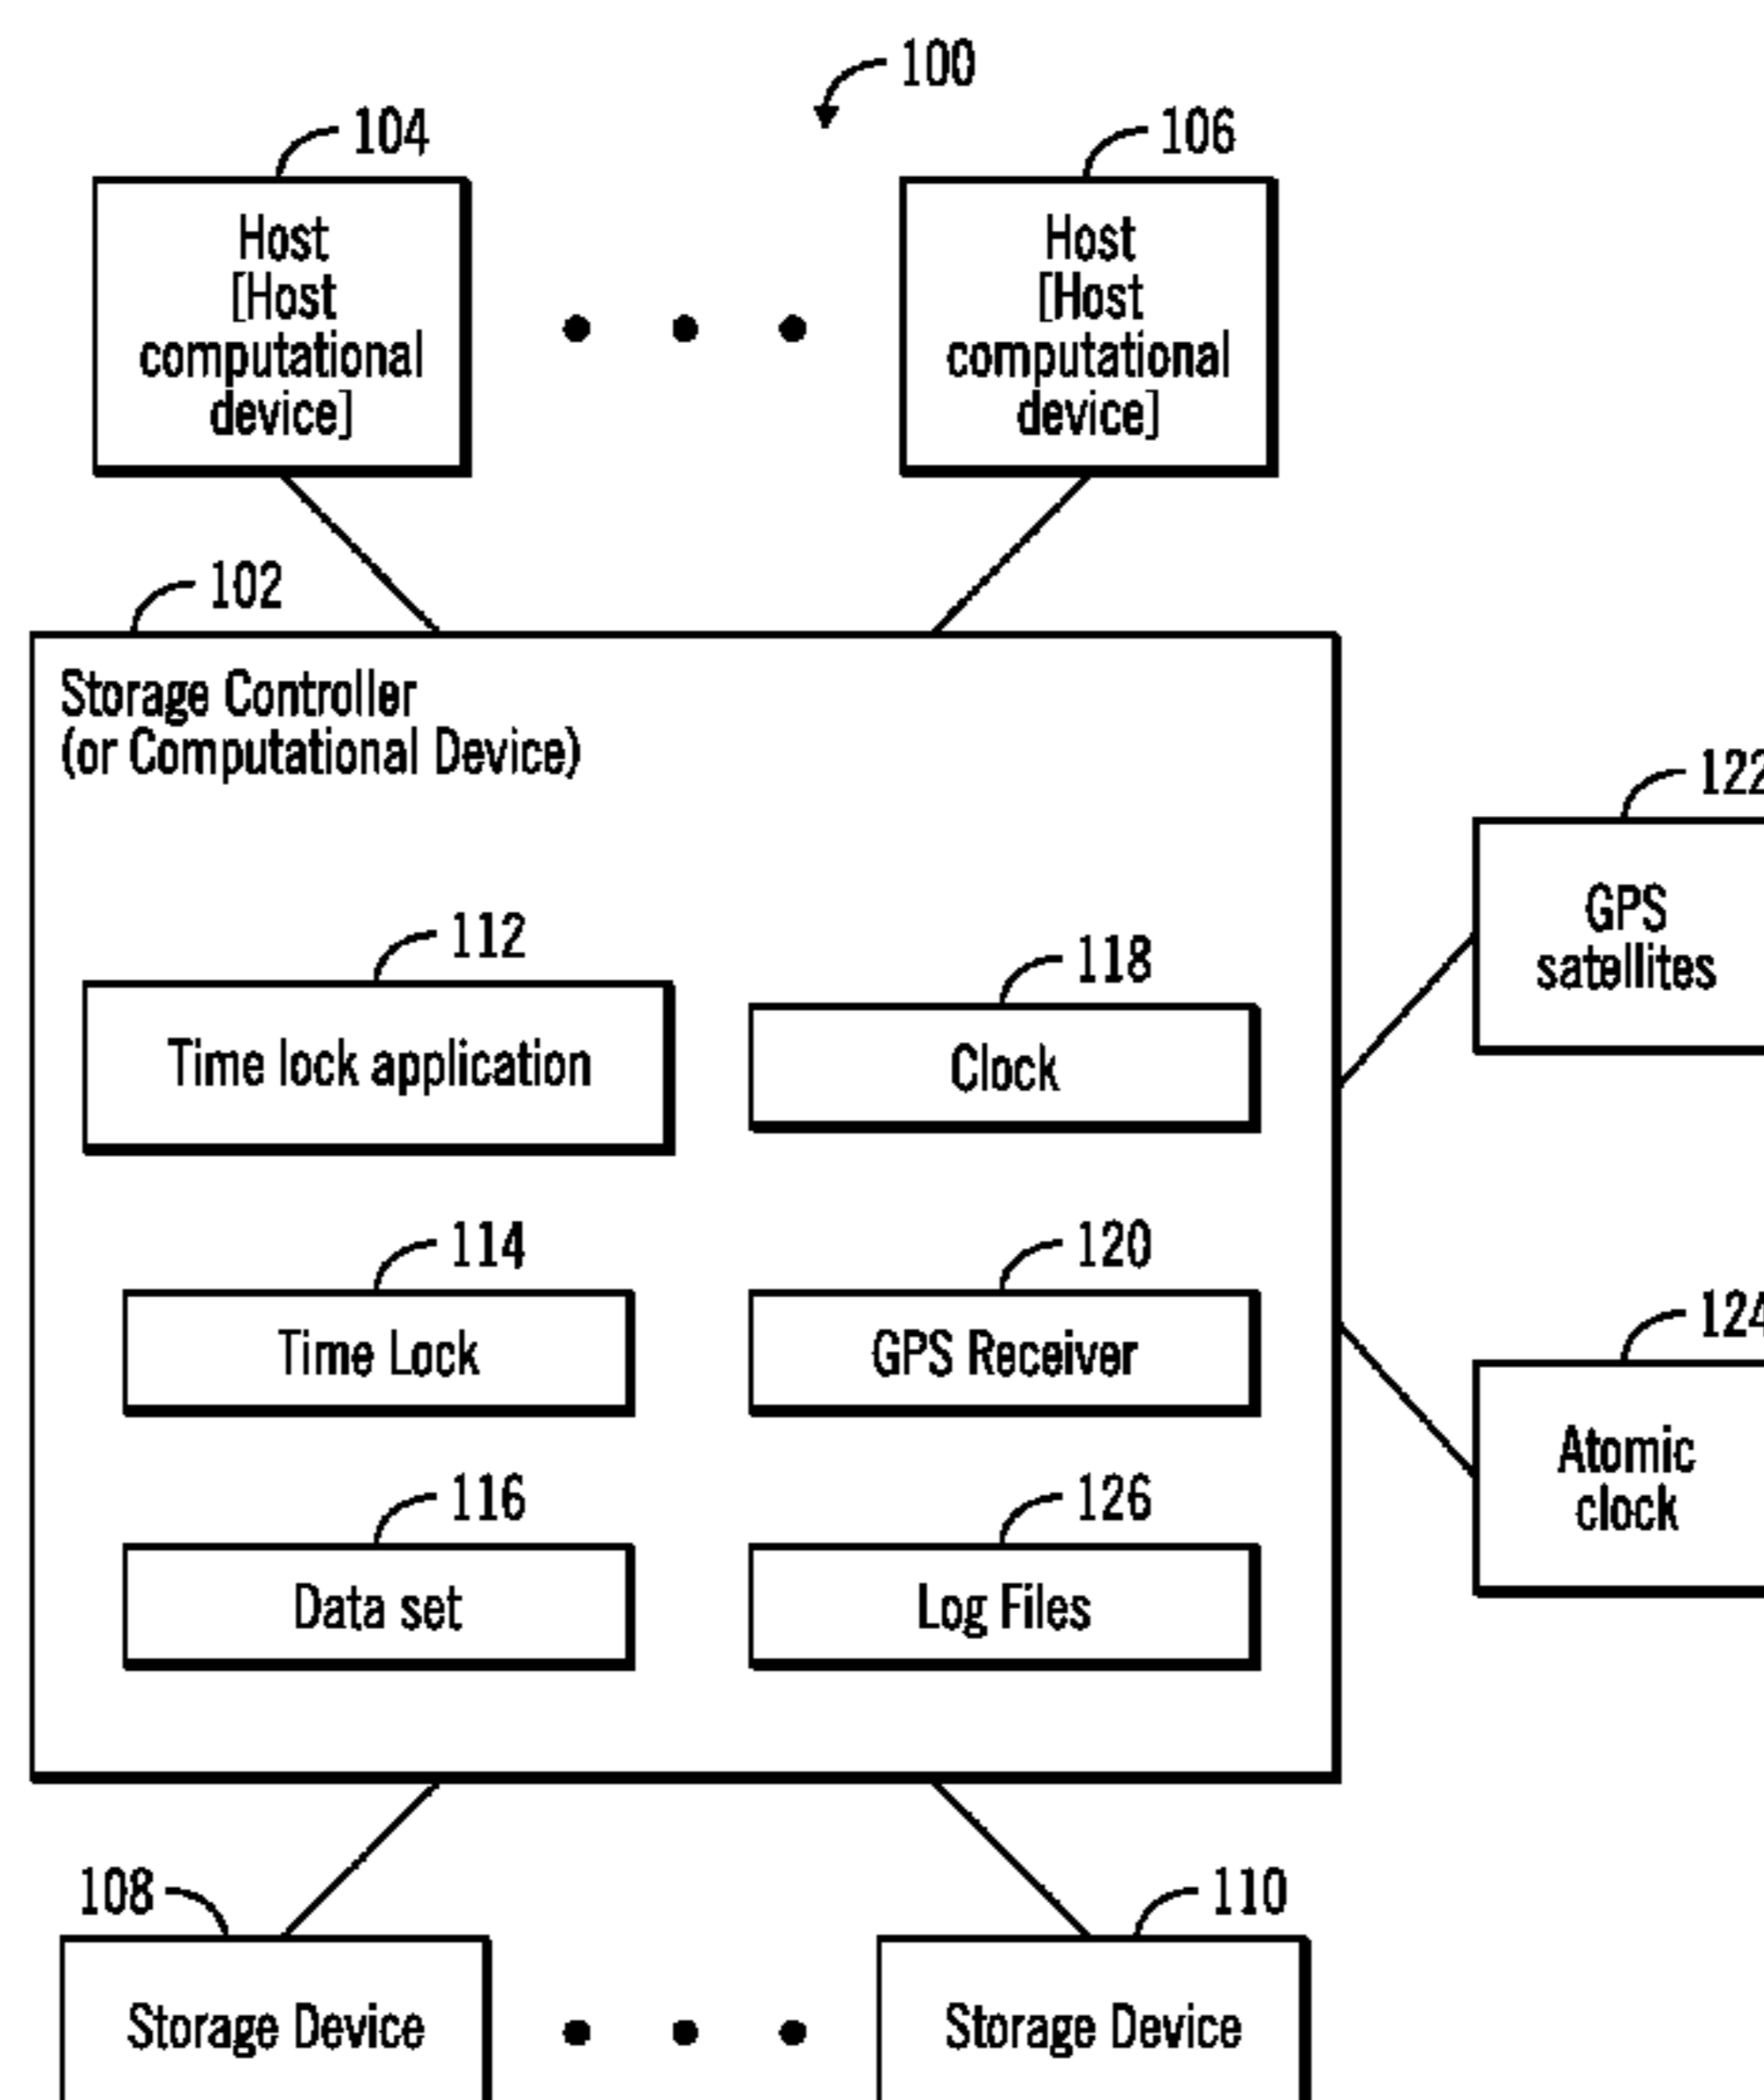 100
104
106
Host
[Host
computational
device]
Host
[Host
computational
device]
102
Storage Controller
(or Computational Device)
122
GPS
satellites
112
118
Time lock application
Clock
114
120
Time Lock
GPS Receiver
124
Atomic
clock
116
126
Data set
Log Files
108
110
Storage Device
Storage Device